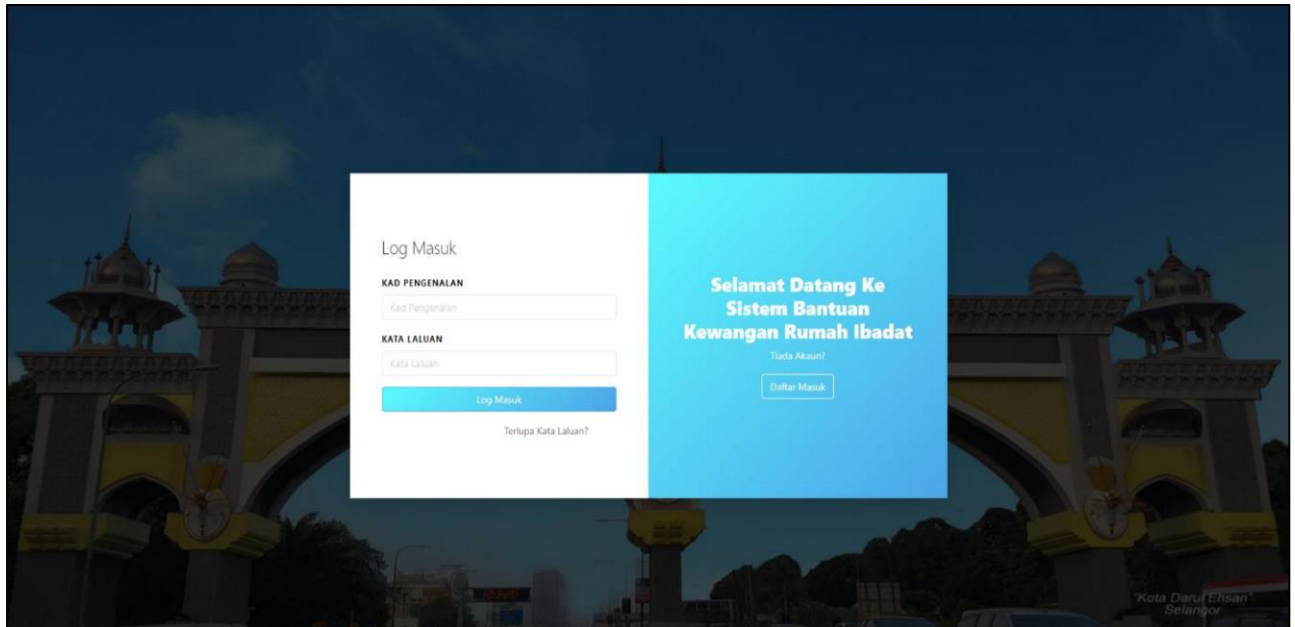 Log Masuk
KAD PENGENALAN
Kad Pengenalan
KATA LALUAN
Kata Laluan
Log Masuk
Terlupa Kata Laluan?
Selamat Datang Ke
Sistem Bantuan
Kewangan Rumah Ibadat
Tiada Akaun?
Daftar Masuk
"Kota Darul Ehsan"
Selangor